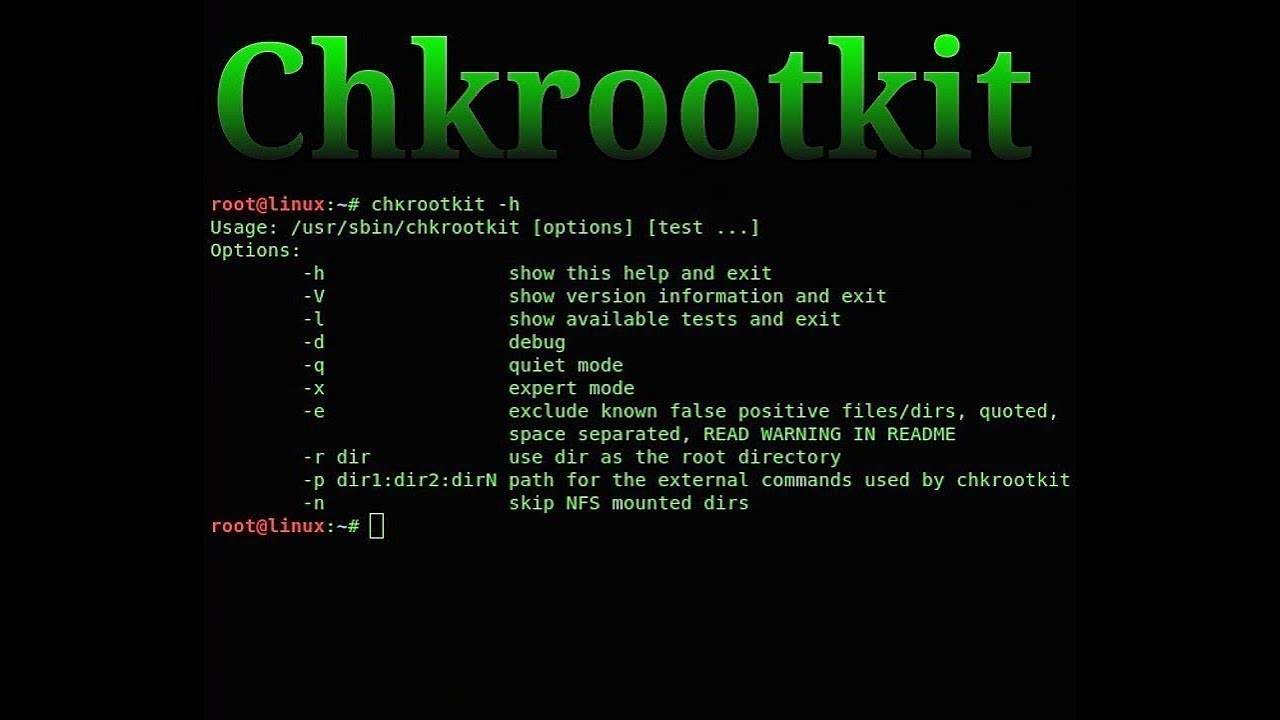 Chkrootkit
root@linux:~# chkrootkit -h
Usage: /usr/sbin/chkrootkit [options] [test ...]
Options:
-h show this help and exit
-V show version information and exit
-l show available tests and exit
-d debug
-q quiet mode
-x expert mode
-e exclude known false positive files/dirs, quoted,
space separated, READ WARNING IN README
-r dir use dir as the root directory
-p dir1:dir2:dirN path for the external commands used by chkrootkit
-n skip NFS mounted dirs
root@linux:~#